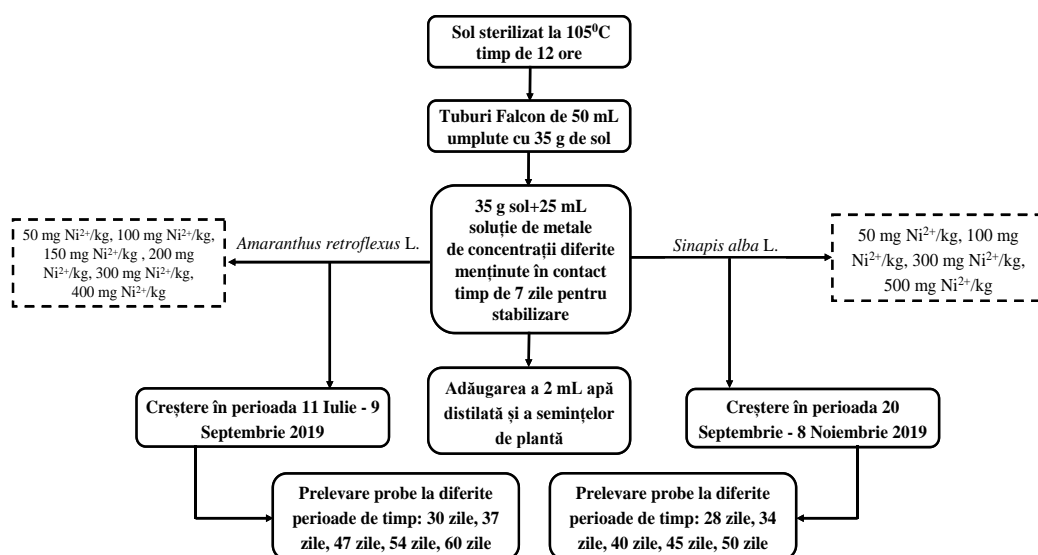 Sol sterilizat la 105⁰C
timp de 12 ore
Tuburi Falcon de 50 mL
umplute cu 35 g de sol
35 g sol+25 mL
soluție de metale
de concentrații diferite
menținute în contact
timp de 7 zile pentru
stabilizare
Amaranthus retroflexus L.
50 mg Ni²⁺/kg, 100 mg Ni²⁺/kg,
150 mg Ni²⁺/kg , 200 mg
Ni²⁺/kg, 300 mg Ni²⁺/kg,
400 mg Ni²⁺/kg
Sinapis alba L.
50 mg Ni²⁺/kg, 100 mg
Ni²⁺/kg, 300 mg Ni²⁺/kg,
500 mg Ni²⁺/kg
Adăugarea a 2 mL apă
distilată și a semințelor
de plantă
Creștere în perioada 11 Iulie - 9
Septembrie 2019
Creștere în perioada 20
Septembrie - 8 Noiembrie 2019
Prelevare probe la diferite
perioade de timp: 30 zile, 37
zile, 47 zile, 54 zile, 60 zile
Prelevare probe la diferite
perioade de timp: 28 zile, 34
zile, 40 zile, 45 zile, 50 zile